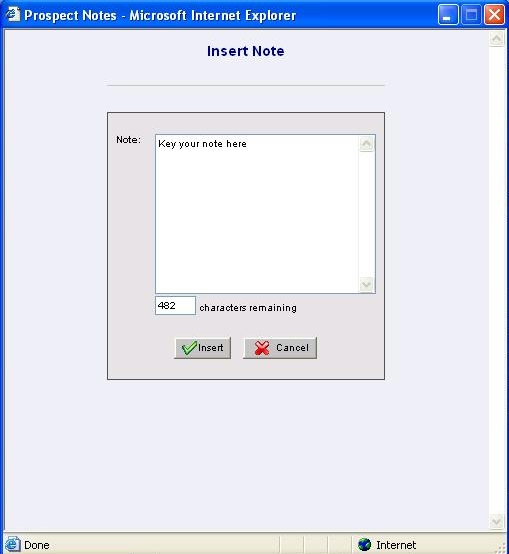 Prospect Notes - Microsoft Internet Explorer
Insert Note
Note:
Key your note here
482 characters remaining
Insert Cancel
Done Internet